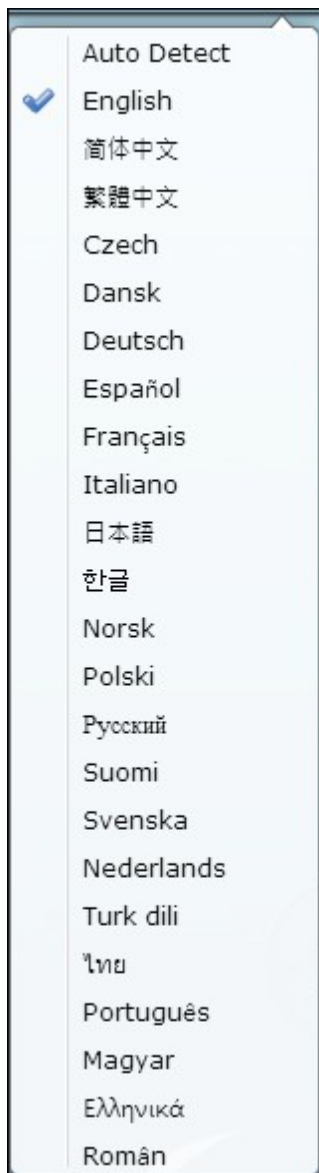 Auto Detect
English
简体中文
繁體中文
Czech
Dansk
Deutsch
Español
Français
Italiano
日本語
한글
Norsk
Polski
Русский
Suomi
Svenska
Nederlands
Turk dili
ไทย
Português
Magyar
Ελληνικά
Român